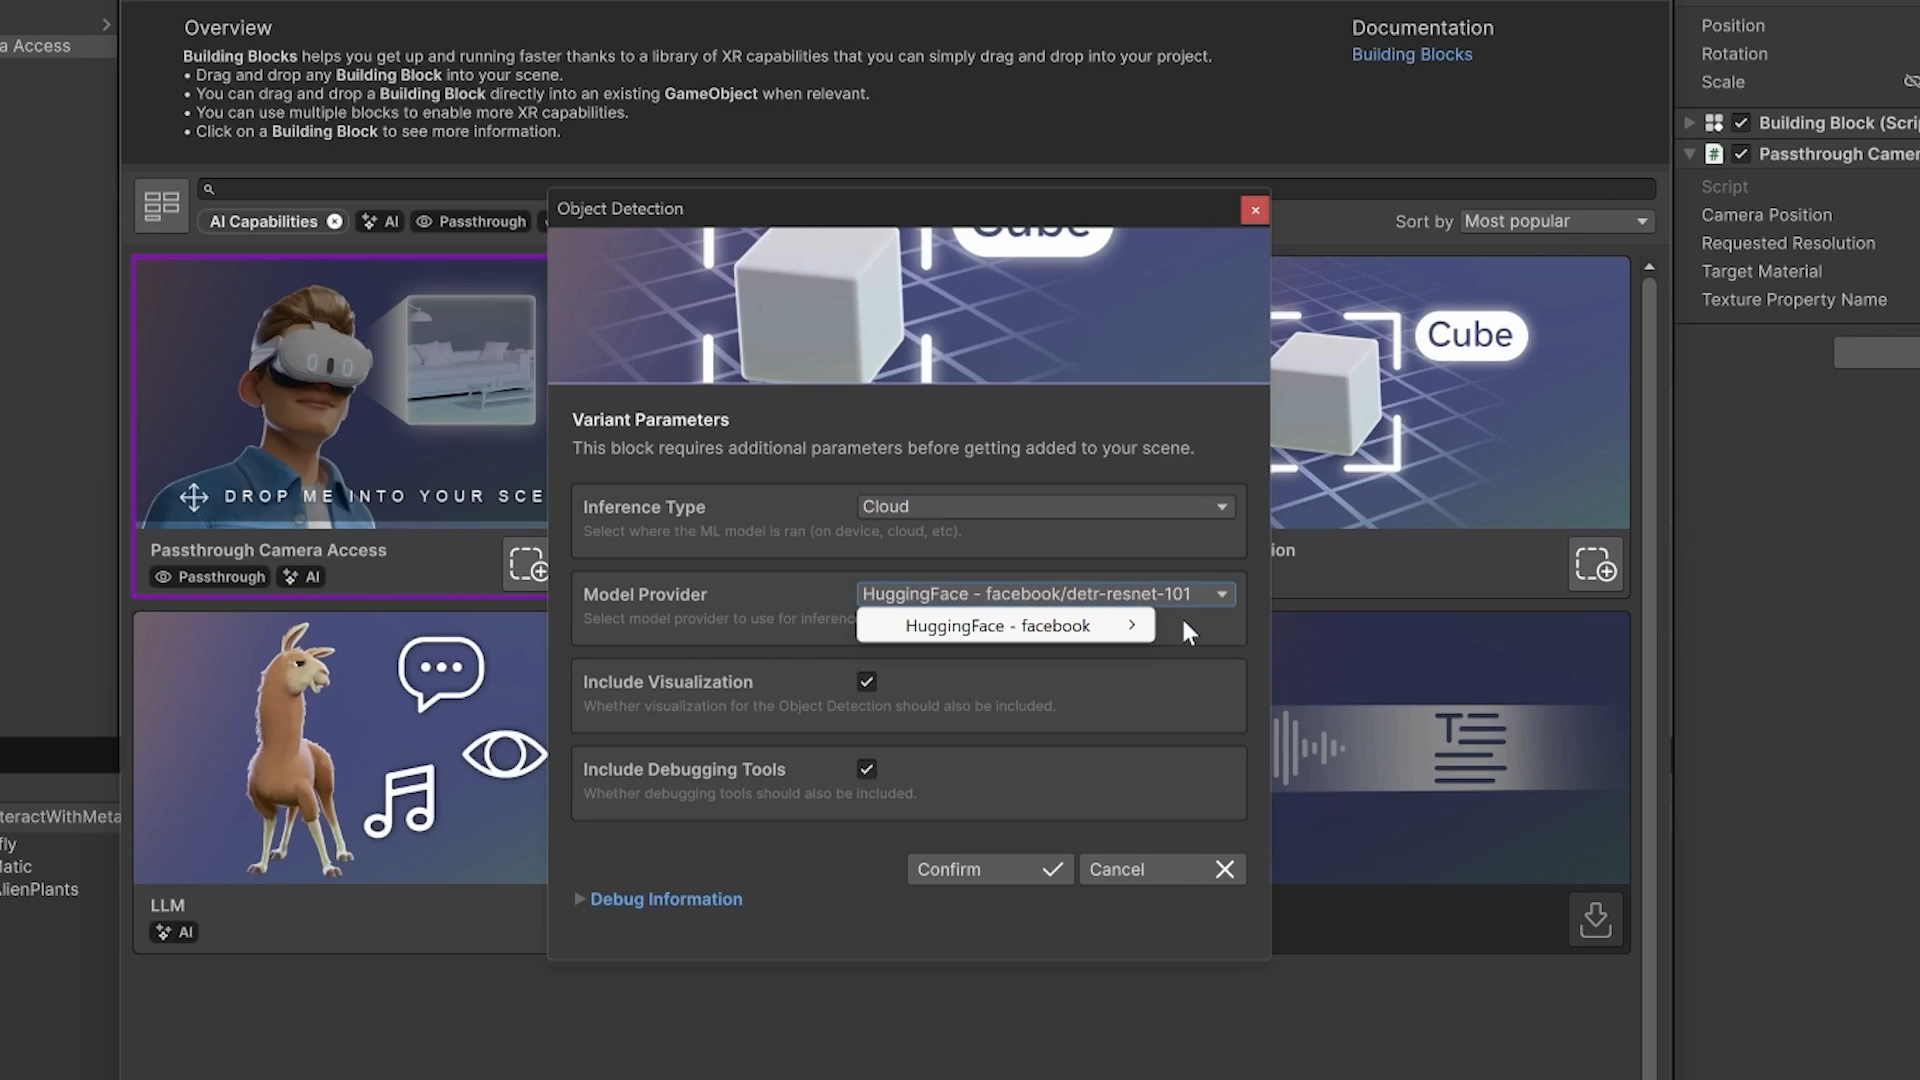 a Access
Overview
Building Blocks helps you get up and running faster thanks to a library of XR capabilities that you can simply drag and drop into your project.
• Drag and drop any Building Block into your scene.
• You can drag and drop a Building Block directly into an existing GameObject when relevant.
• You can use multiple blocks to enable more XR capabilities.
• Click on a Building Block to see more information.
Documentation
Building Blocks
AI Capabilities
AI
Passthrough
Sort by
Most popular
DROP ME INTO YOUR SCE
Passthrough Camera Access
Passthrough
AI
LLM
AI
Object Detection
Cube
Variant Parameters
This block requires additional parameters before getting added to your scene.
Inference Type
Cloud
Select where the ML model is ran (on device, cloud, etc).
Model Provider
HuggingFace - facebook/detr-resnet-101
Select model provider to use for inferenc
HuggingFace - facebook
Include Visualization
Whether visualization for the Object Detection should also be included.
Include Debugging Tools
Whether debugging tools should also be included.
Confirm
Cancel
Debug Information
Cube
ion
Position
Rotation
Scale
Building Block (Scrip
Passthrough Camer
Script
Camera Position
Requested Resolution
Target Material
Texture Property Name
teractWithMeta
fly
Matic
AlienPlants